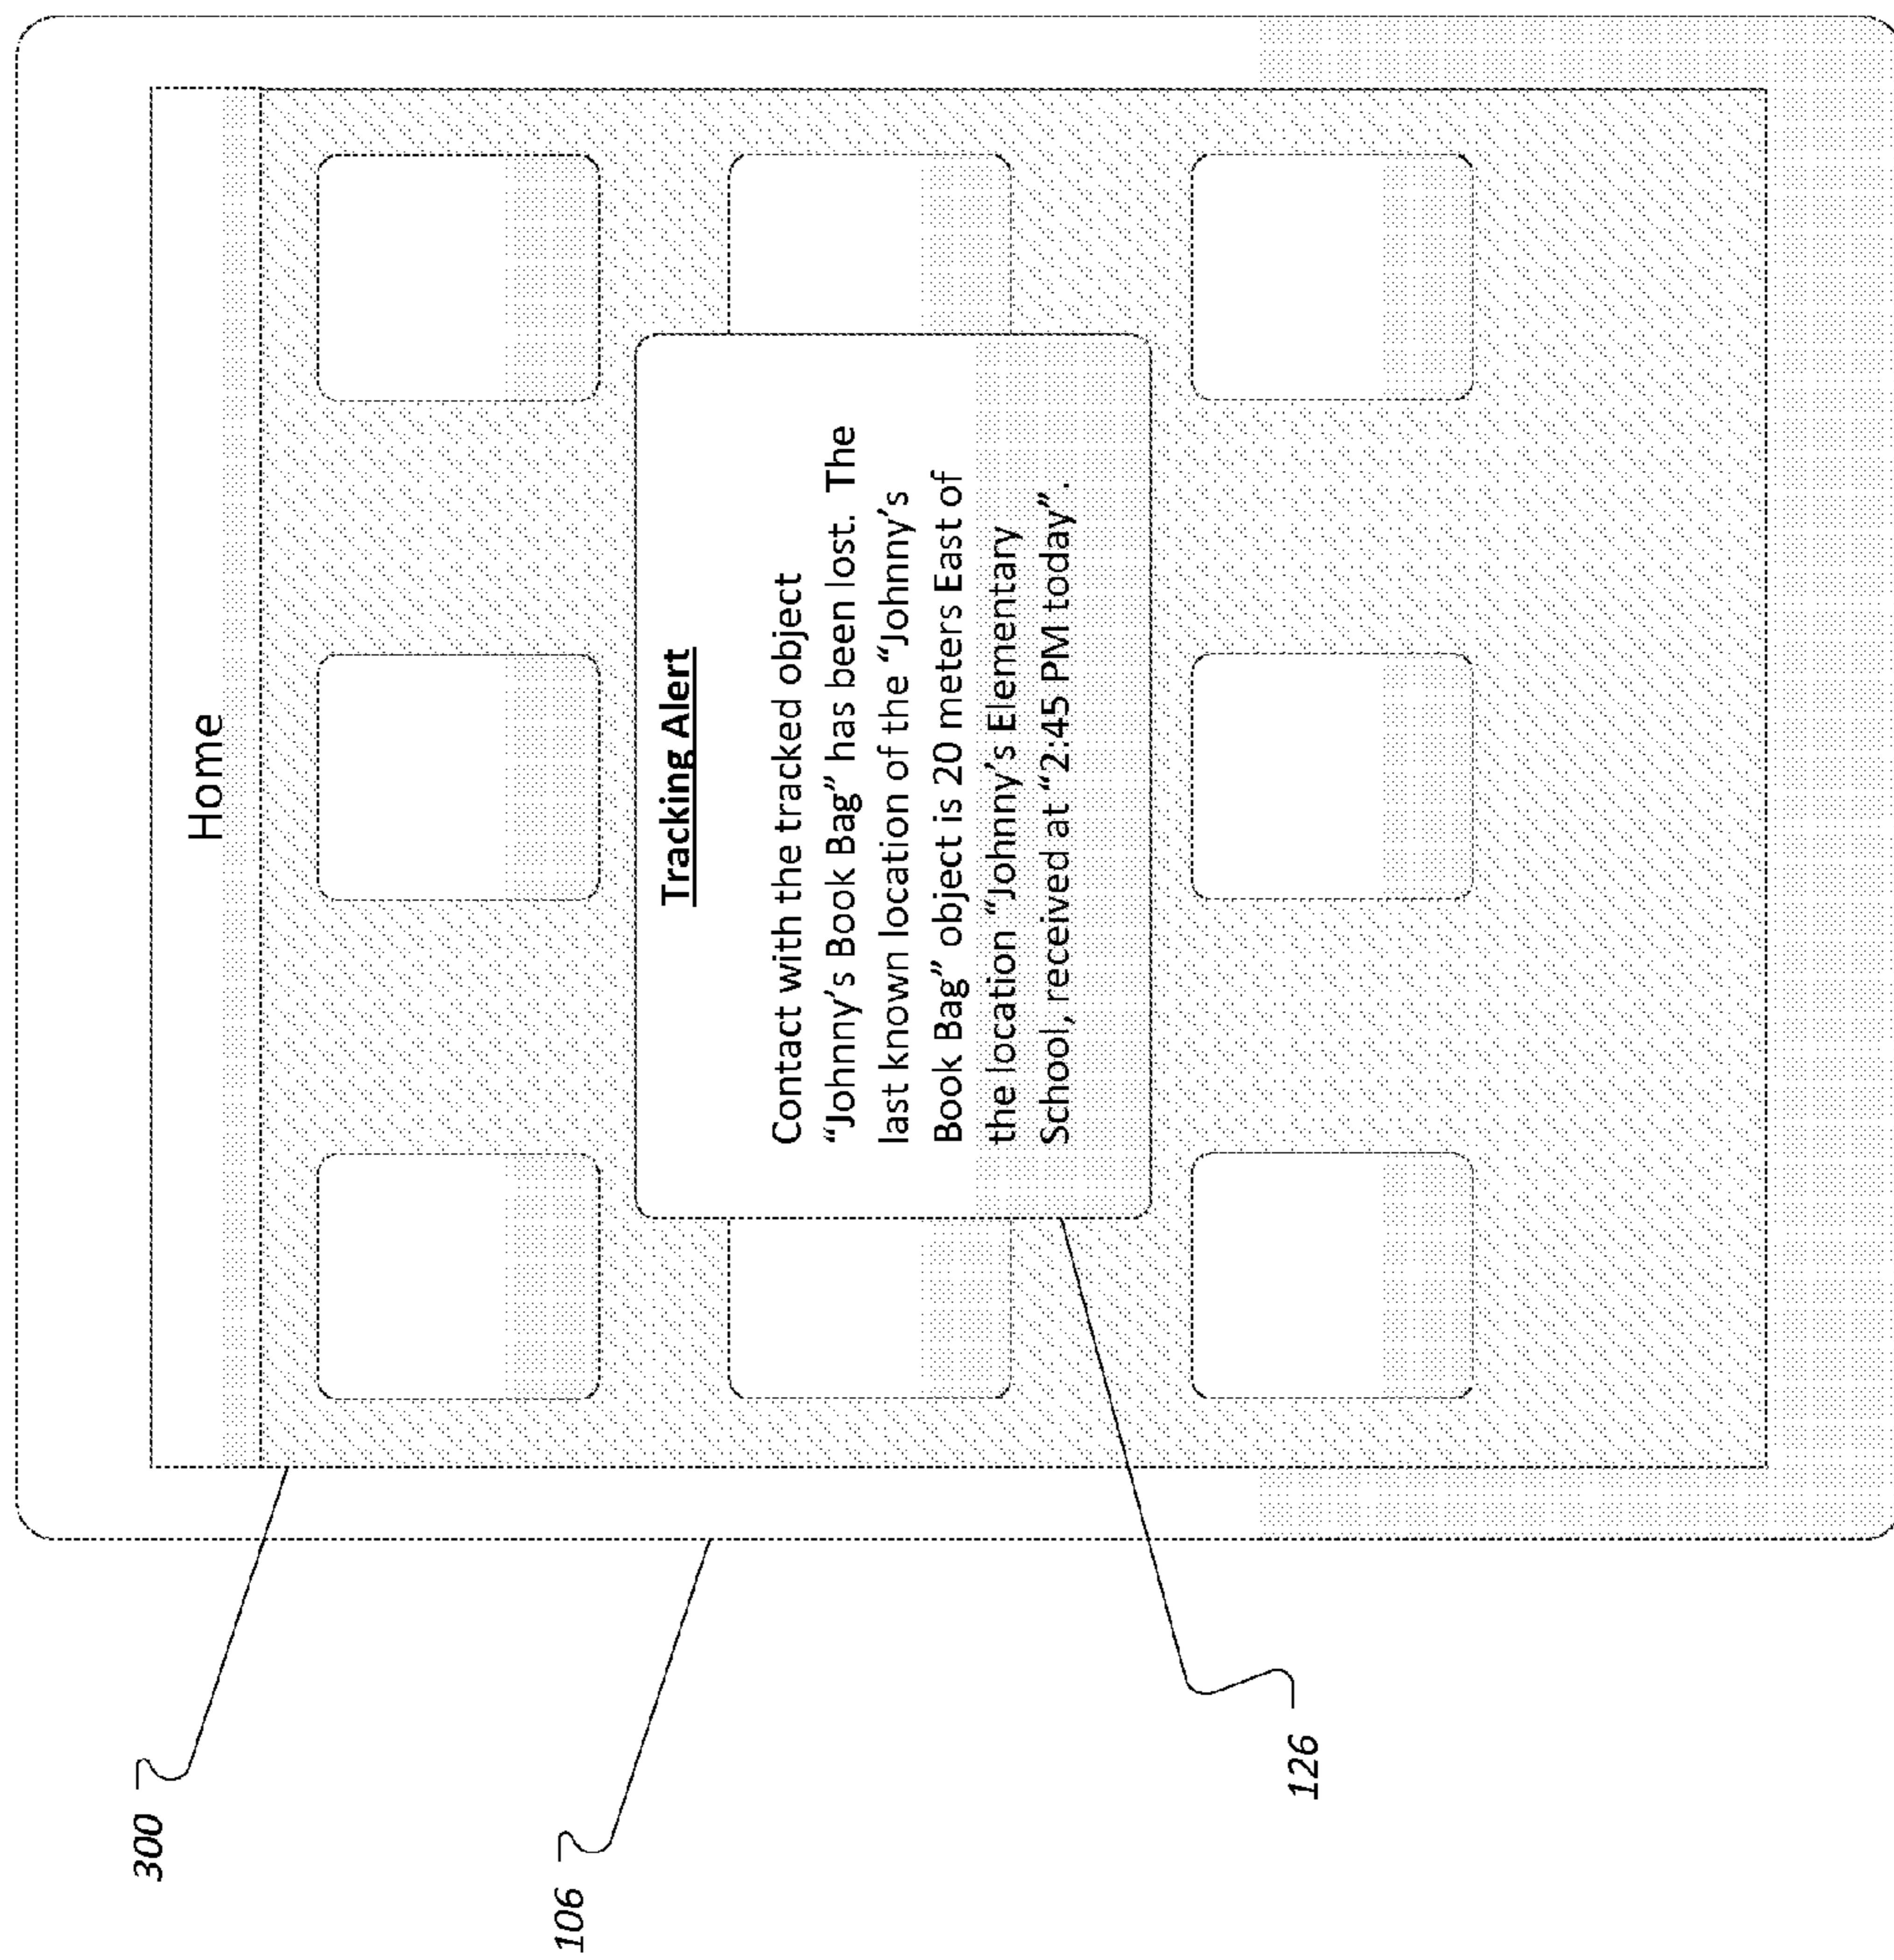 Home
Tracking Alert
Contact with the tracked object
“Johnny’s Book Bag” has been lost. The
last known location of the “Johnny’s
Book Bag” object is 20 meters East of
the location “Johnny’s Elementary
School, received at “2:45 PM today”.
300
106
126